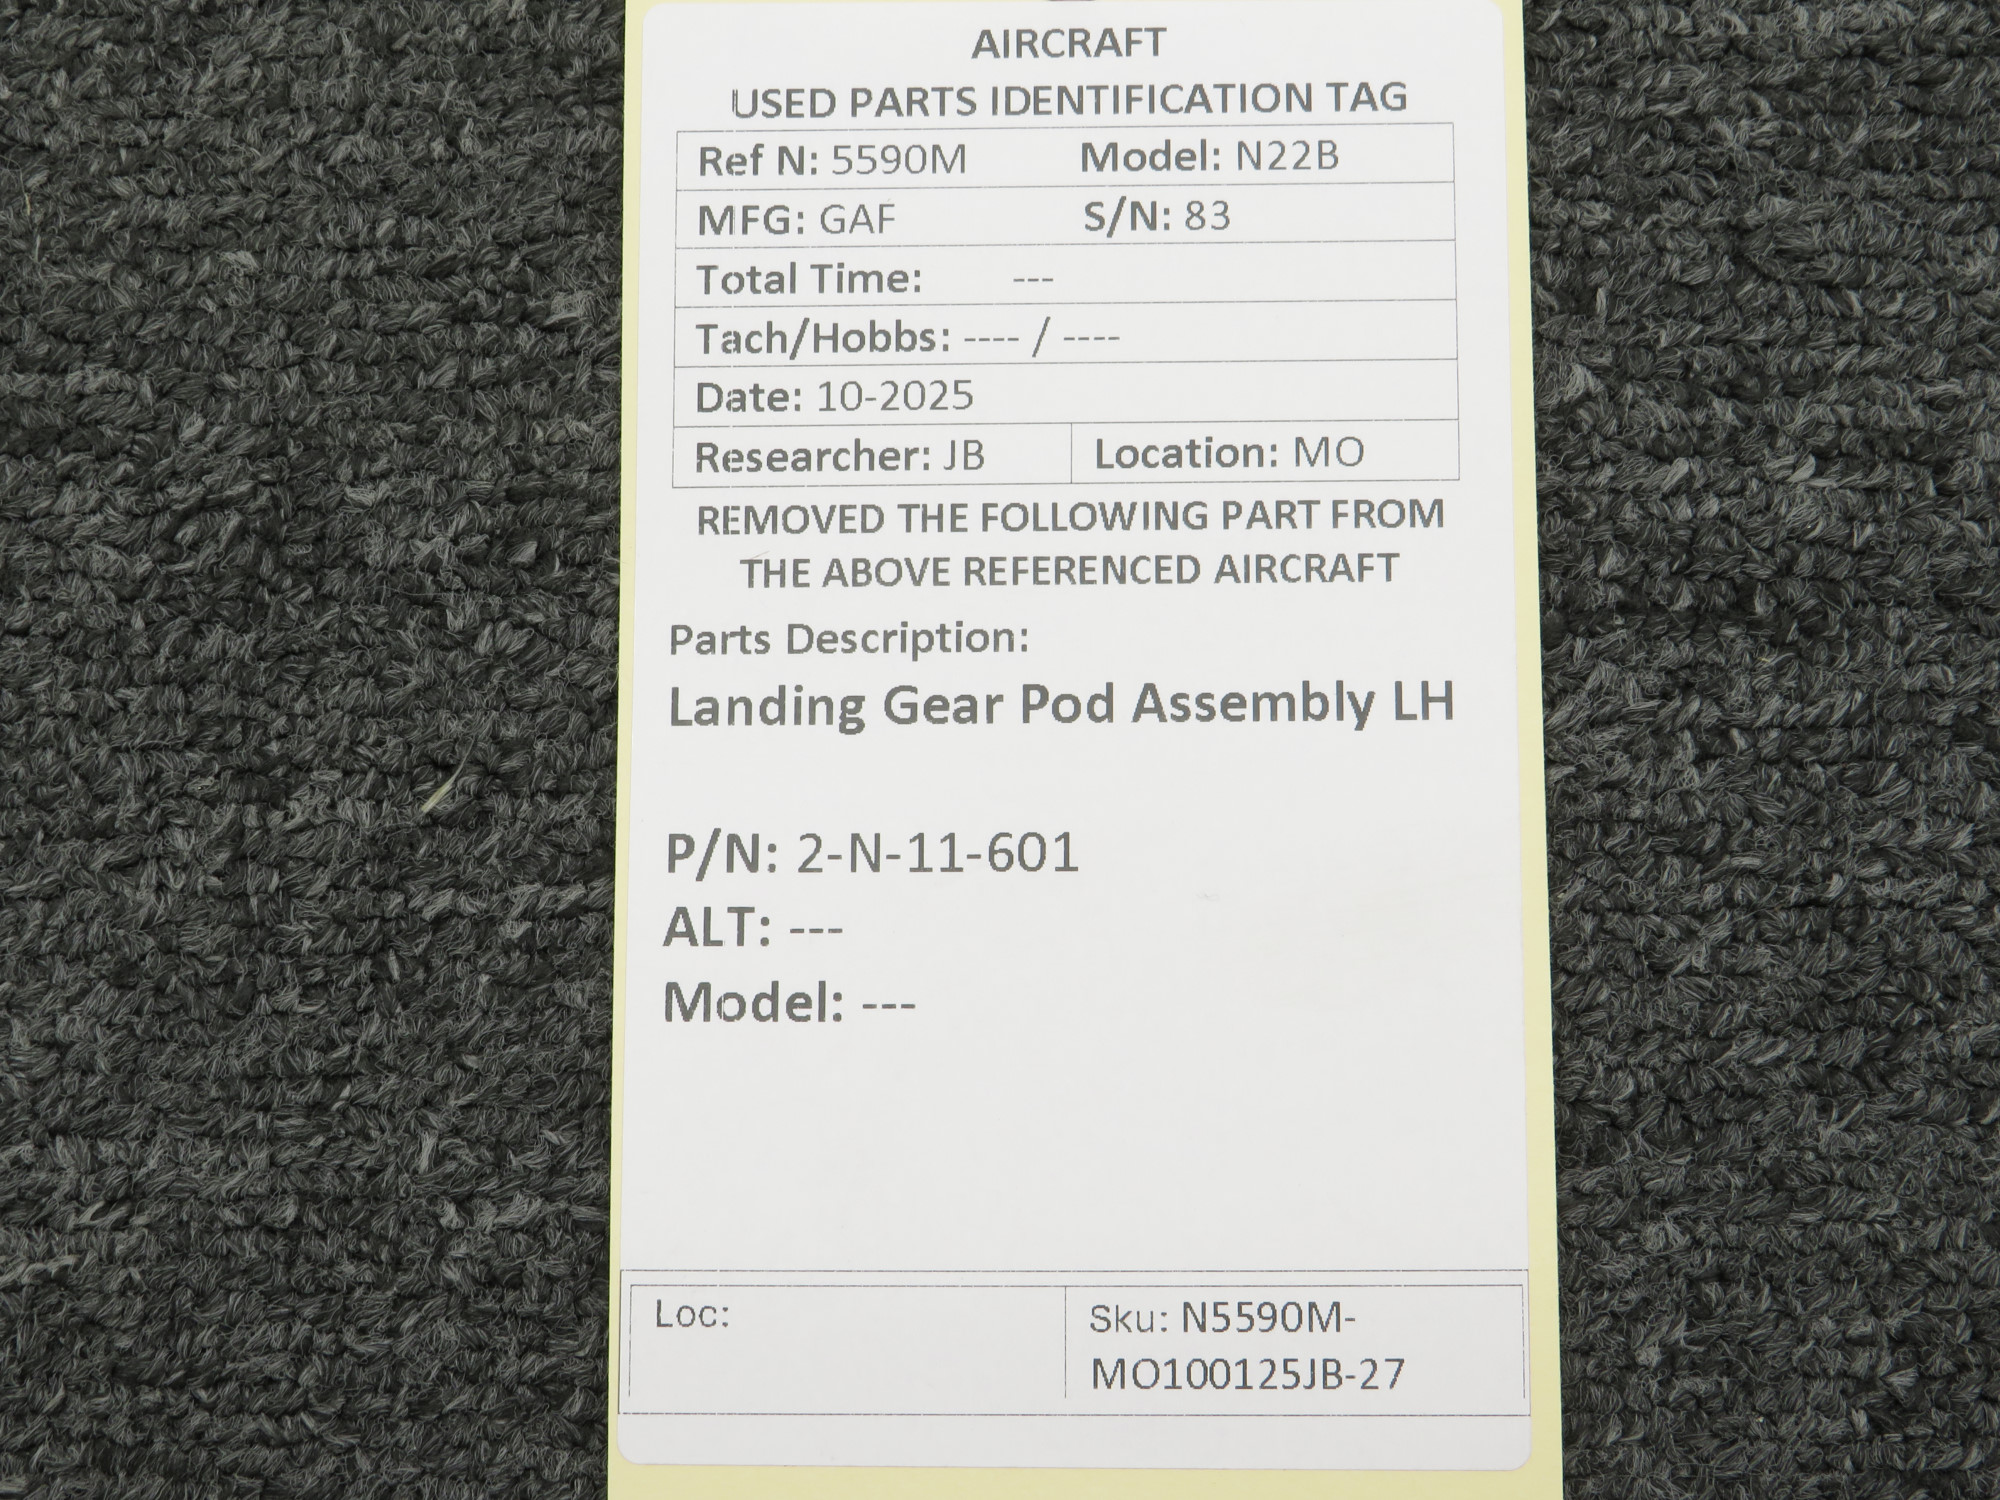 AIRCRAFT
USED PARTS IDENTIFICATION TAG
Ref N: 5590M Model: N22B
MFG: GAF S/N: 83
Total Time: ---
Tach/Hobbs: ---- / ----
Date: 10-2025
Researcher: JB Location: MO
REMOVED THE FOLLOWING PART FROM
THE ABOVE REFERENCED AIRCRAFT
Parts Description:
Landing Gear Pod Assembly LH
P/N: 2-N-11-601
ALT: ---
Model: ---
Loc: Sku: N5590M-
MO100125JB-27